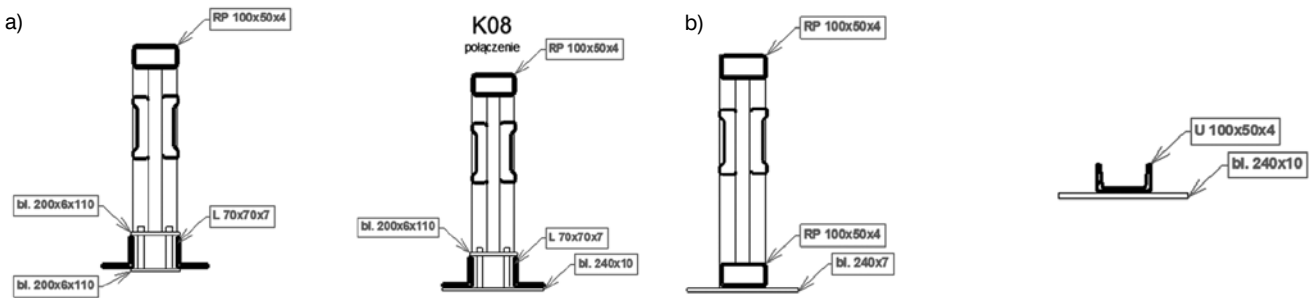 a)
RP 100x50x4
bl. 200x6x110
L 70x70x7
bl. 200x6x110
K08
połączenie
RP 100x50x4
bl. 200x6x110
L 70x70x7
bl. 240x10
b)
RP 100x50x4
RP 100x50x4
bl. 240x7
U 100x50x4
bl. 240x10